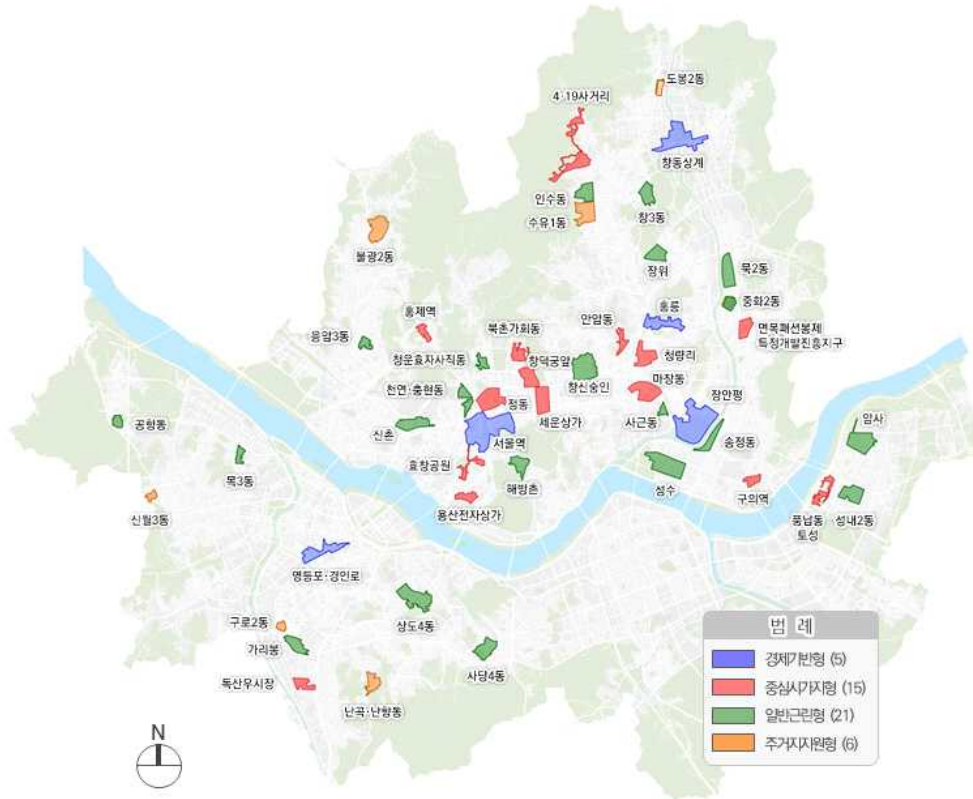 도봉2동
4·19사거리
창동상계
인수동
수유1동
창3동
불광2동
장위
묵2동
중화2동
홍릉
면목패션봉제
특정개발진흥지구
홍제역
북촌가회동
안암동
응암3동
청운효자사직동
창덕궁앞
청량리
창신숭인
마장동
천연·충현동
정동
장안평
세운상가
사근동
암사
공항동
신촌
서울역
송정동
목3동
효창공원
해방촌
성수
구의역
신월3동
용산전자상가
풍납동
토성
성내2동
영등포·경인로
구로2동
상도4동
가리봉
사당4동
독산우시장
난곡·난향동
N
범 례
경제기반형 (5)
중심시가지형 (15)
일반근린형 (21)
주거지지원형 (6)